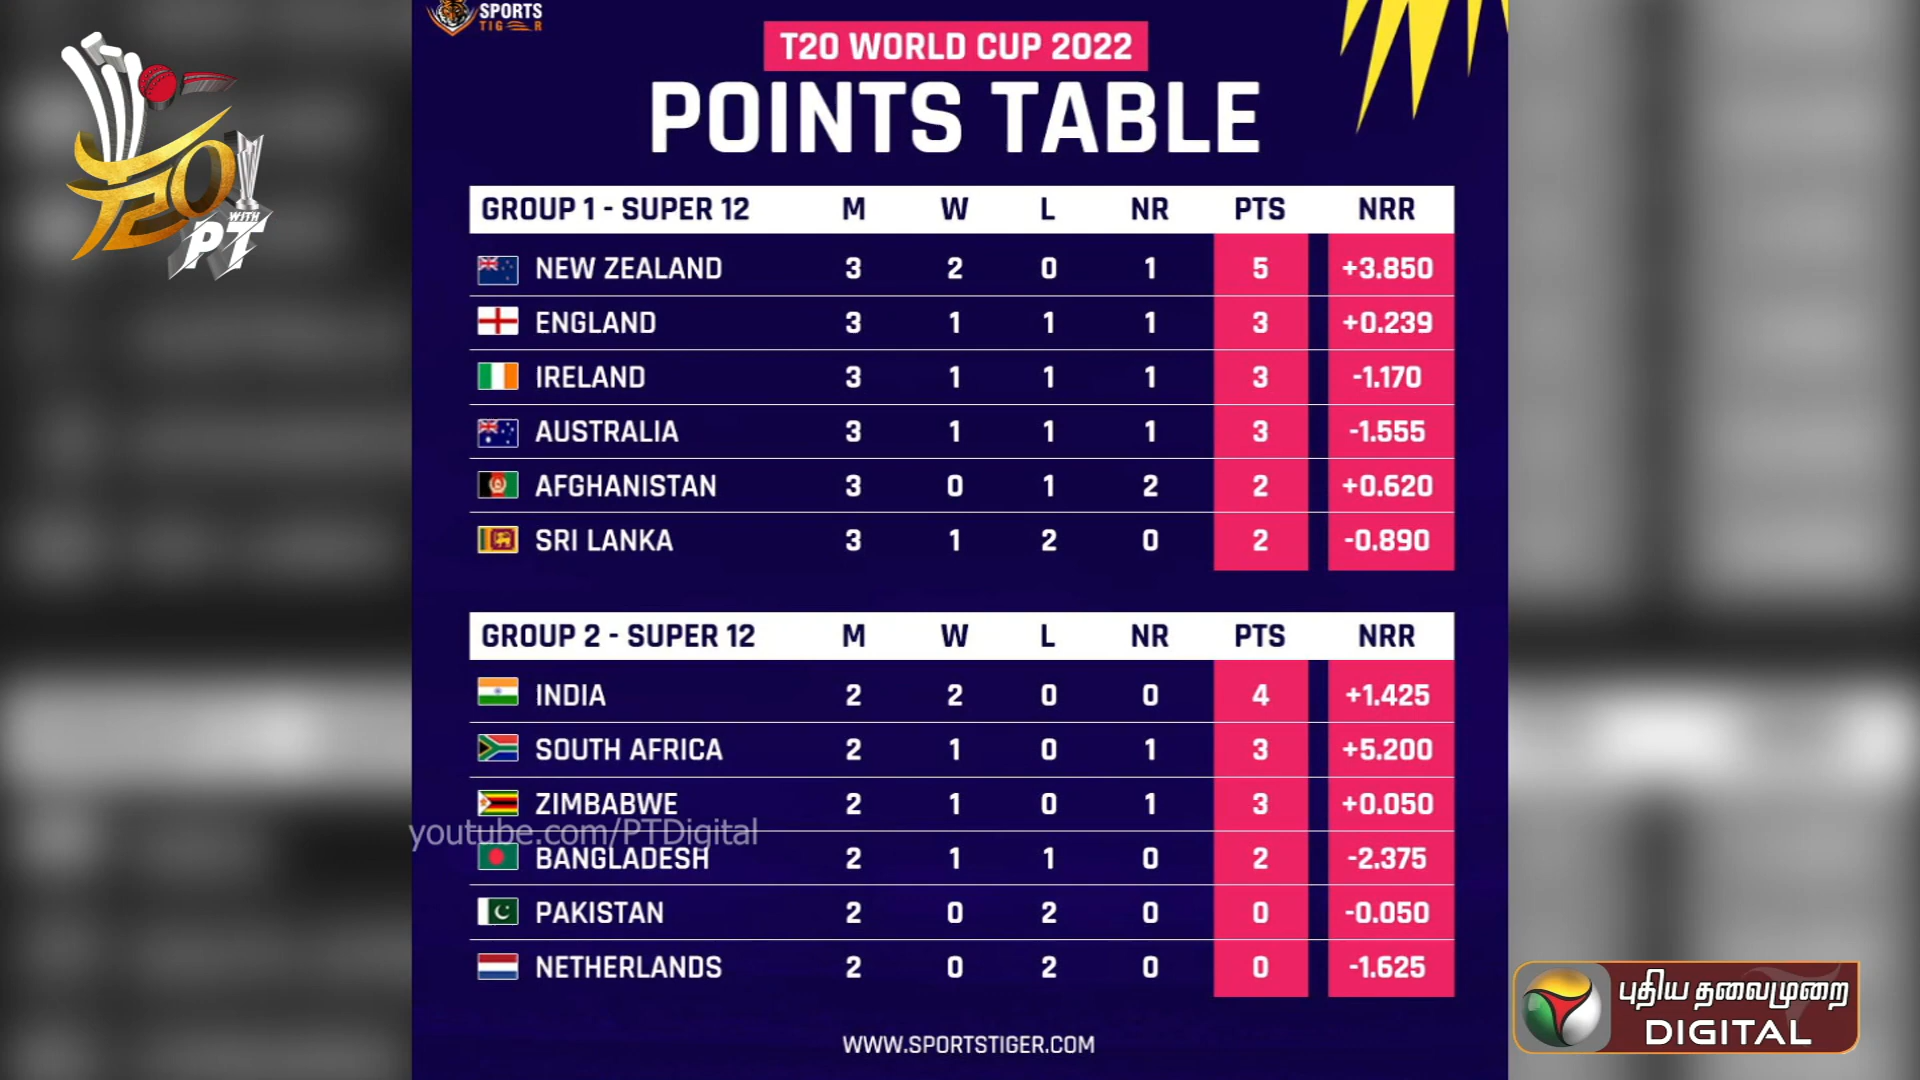 SPORTS
TIGER
T20 WORLD CUP 2022
POINTS TABLE
T20
WITH
PT
GROUP 1 - SUPER 12 M W L NR PTS NRR
NEW ZEALAND 3 2 0 1 5 +3.850
ENGLAND 3 1 1 1 3 +0.239
IRELAND 3 1 1 1 3 -1.170
AUSTRALIA 3 1 1 1 3 -1.555
AFGHANISTAN 3 0 1 2 2 +0.620
SRI LANKA 3 1 2 0 2 -0.890
GROUP 2 - SUPER 12 M W L NR PTS NRR
INDIA 2 2 0 0 4 +1.425
SOUTH AFRICA 2 1 0 1 3 +5.200
ZIMBABWE 2 1 0 1 3 +0.050
youtube.com/PTDigital
BANGLADESH 2 1 1 0 2 -2.375
PAKISTAN 2 0 2 0 0 -0.050
NETHERLANDS 2 0 2 0 0 -1.625
WWW.SPORTSTIGER.COM
புதிய தலைமுறை
DIGITAL